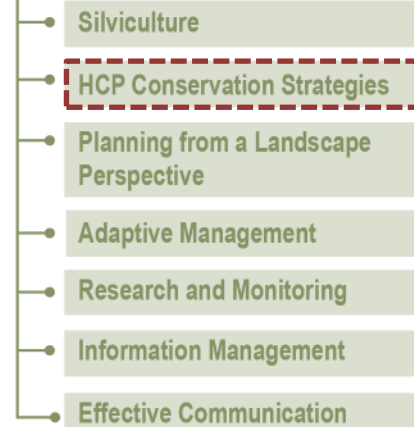 Silviculture
HCP Conservation Strategies
Planning from a Landscape
Perspective
Adaptive Management
Research and Monitoring
Information Management
Effective Communication